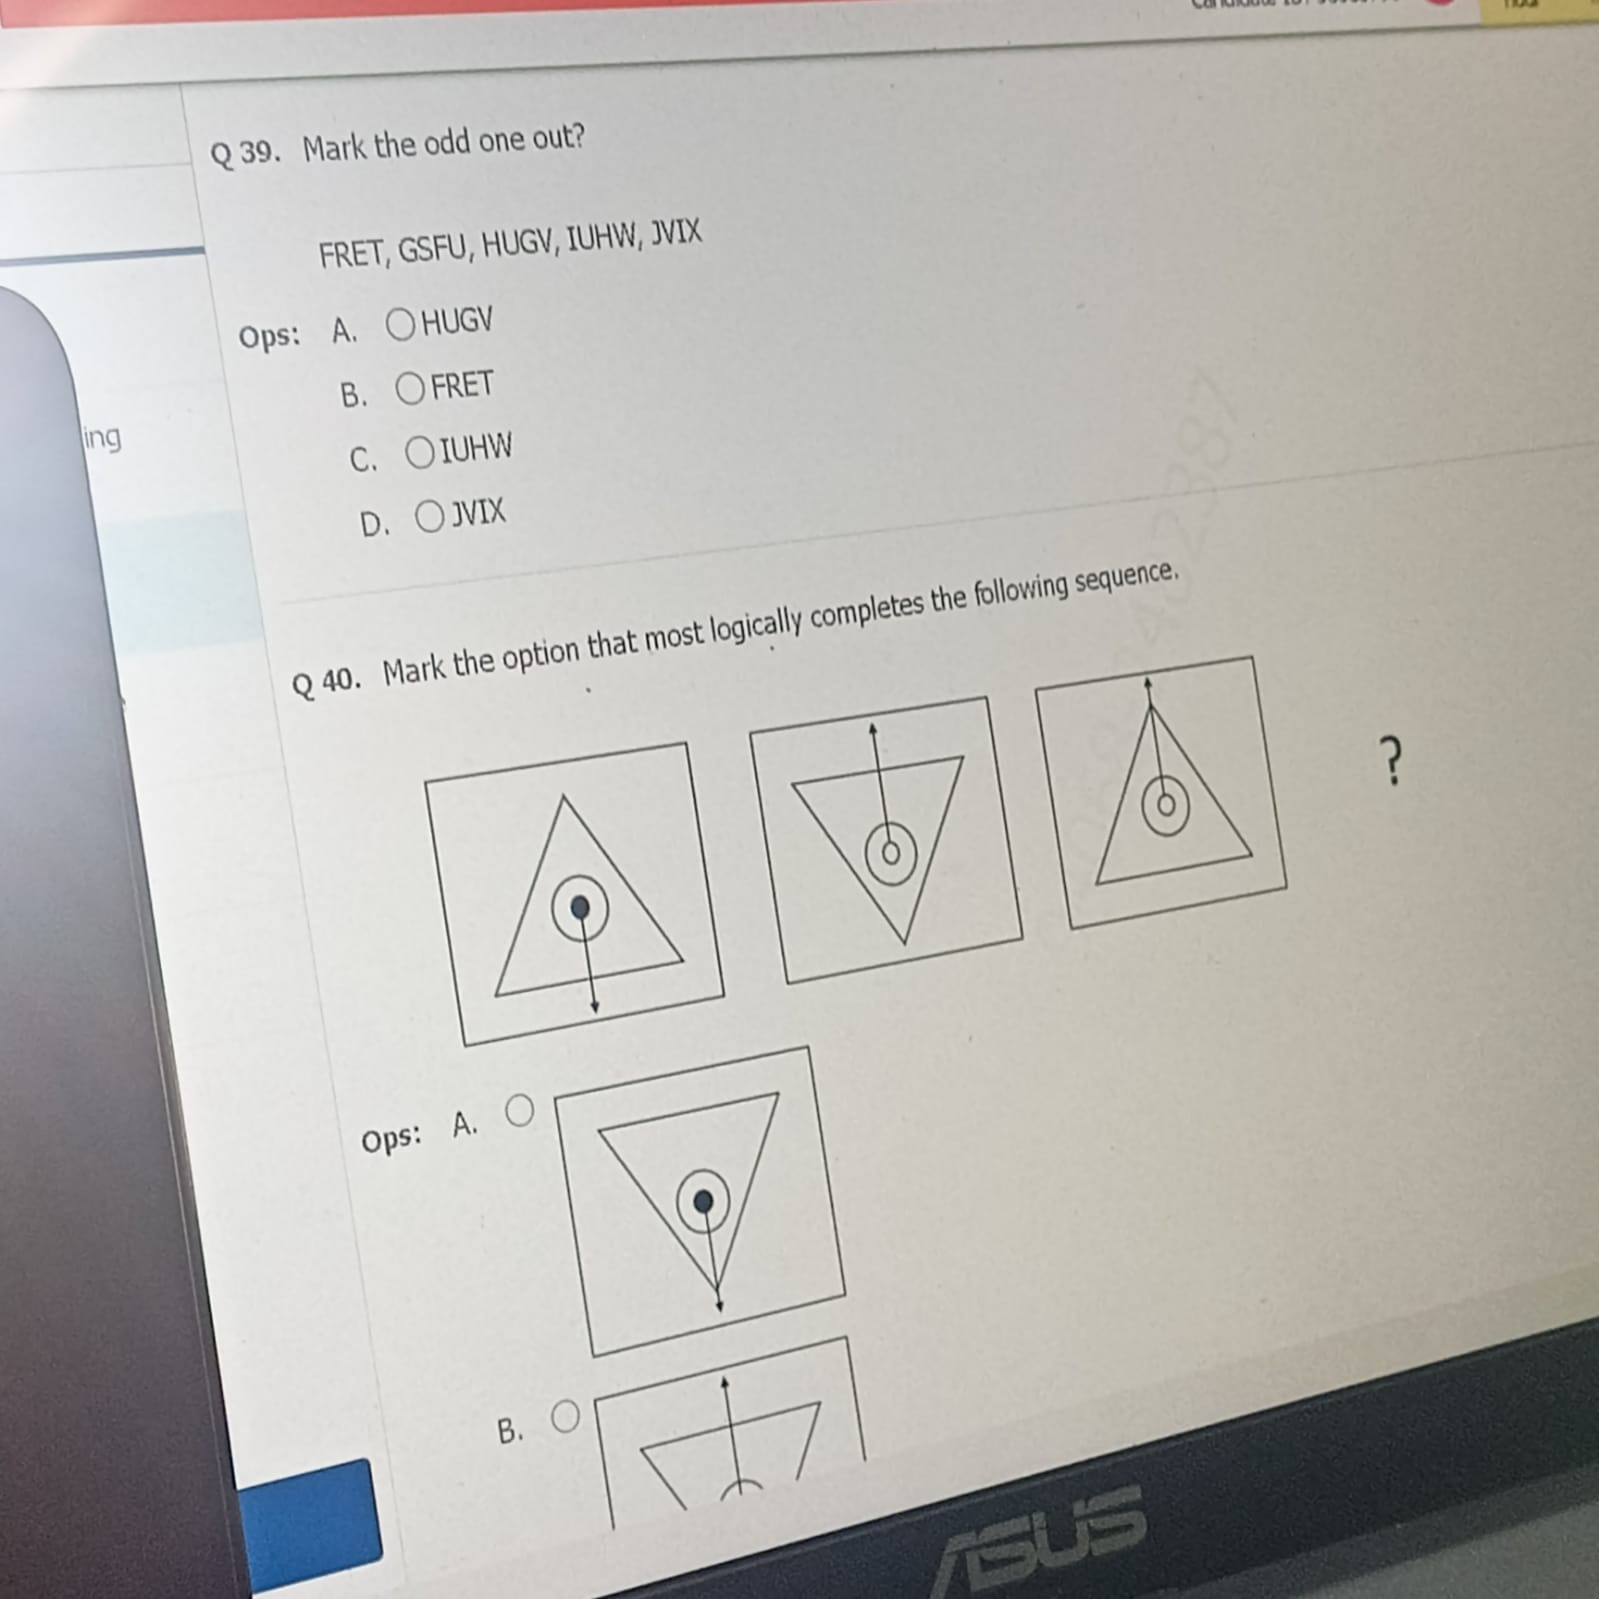 Q 39. Mark the odd one out?
FRET, GSFU, HUGV, IUHW, JVIX
Ops: A. HUGV
B. FRET
C. IUHW
D. JVIX
ing
Q 40. Mark the option that most logically completes the following sequence.
?
Ops: A.
B.
ASUS